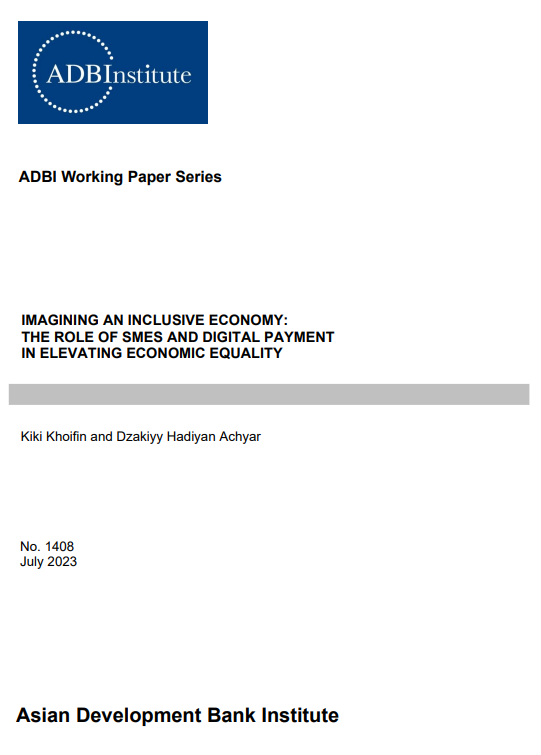 ADBInstitute
ADBI Working Paper Series
IMAGINING AN INCLUSIVE ECONOMY:
THE ROLE OF SMES AND DIGITAL PAYMENT
IN ELEVATING ECONOMIC EQUALITY
Kiki Khoifin and Dzakiyy Hadiyan Achyar
No. 1408
July 2023
Asian Development Bank Institute